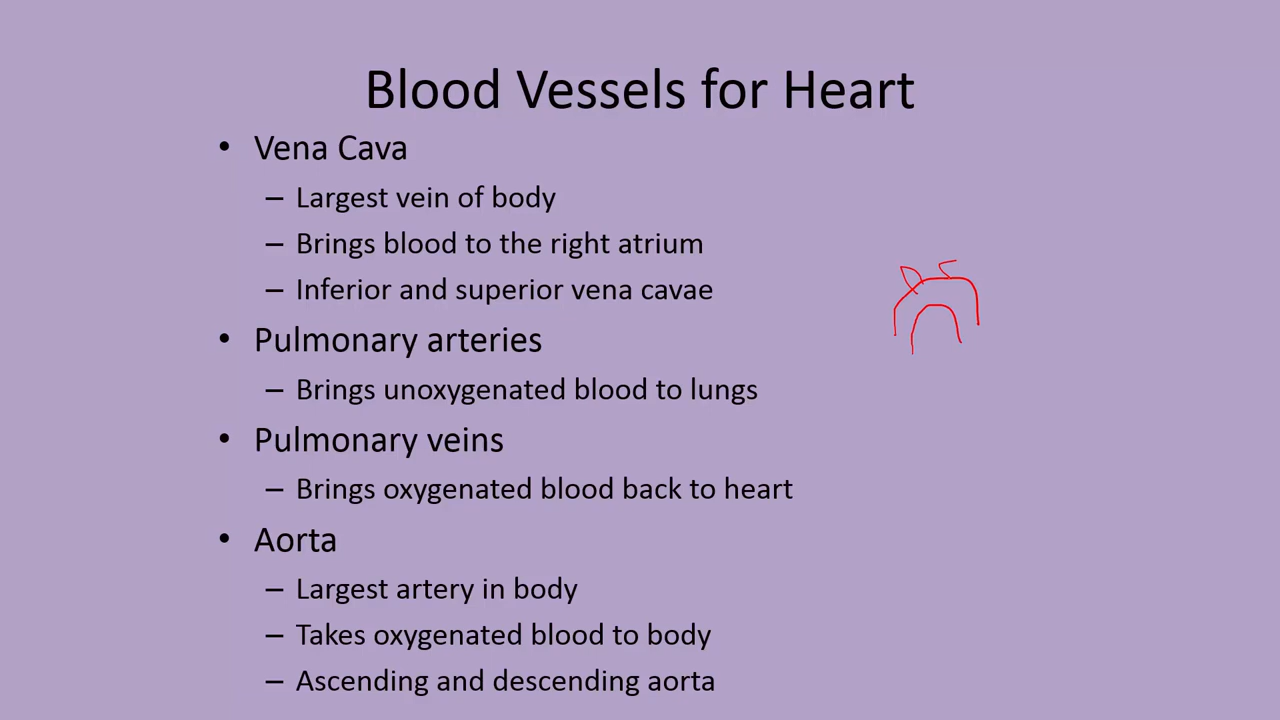 Blood Vessels for Heart
• Vena Cava
– Largest vein of body
– Brings blood to the right atrium
– Inferior and superior vena cavae
• Pulmonary arteries
– Brings unoxygenated blood to lungs
• Pulmonary veins
– Brings oxygenated blood back to heart
• Aorta
– Largest artery in body
– Takes oxygenated blood to body
– Ascending and descending aorta